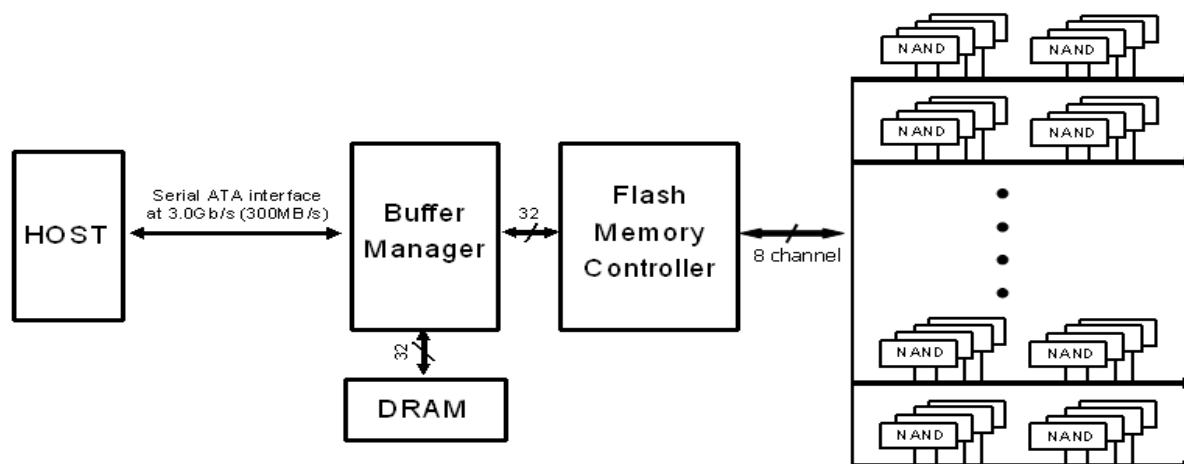 NAND NAND
NAND NAND
HOST
Serial ATA interface
at 3.0Gb/s (300MB/s)
Buffer
Manager
32
Flash
Memory
Controller
8 channel
32
DRAM
NAND NAND
NAND NAND